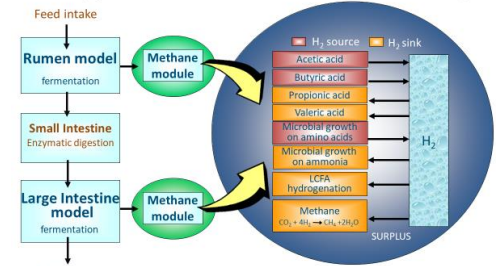 Feed intake
Rumen model
fermentation
Methane
module
Small Intestine
Enzymatic digestion
Large Intestine
model
fermentation
Methane
module
H2 source
H2 sink
Acetic acid
Butyric acid
Propionic acid
Valeric acid
Microbial growth
on amino acids
Microbial growth
on ammonia
LCFA
hydrogenation
Methane
CO2 + 4H2 → CH4 +2H2O
H2
SURPLUS